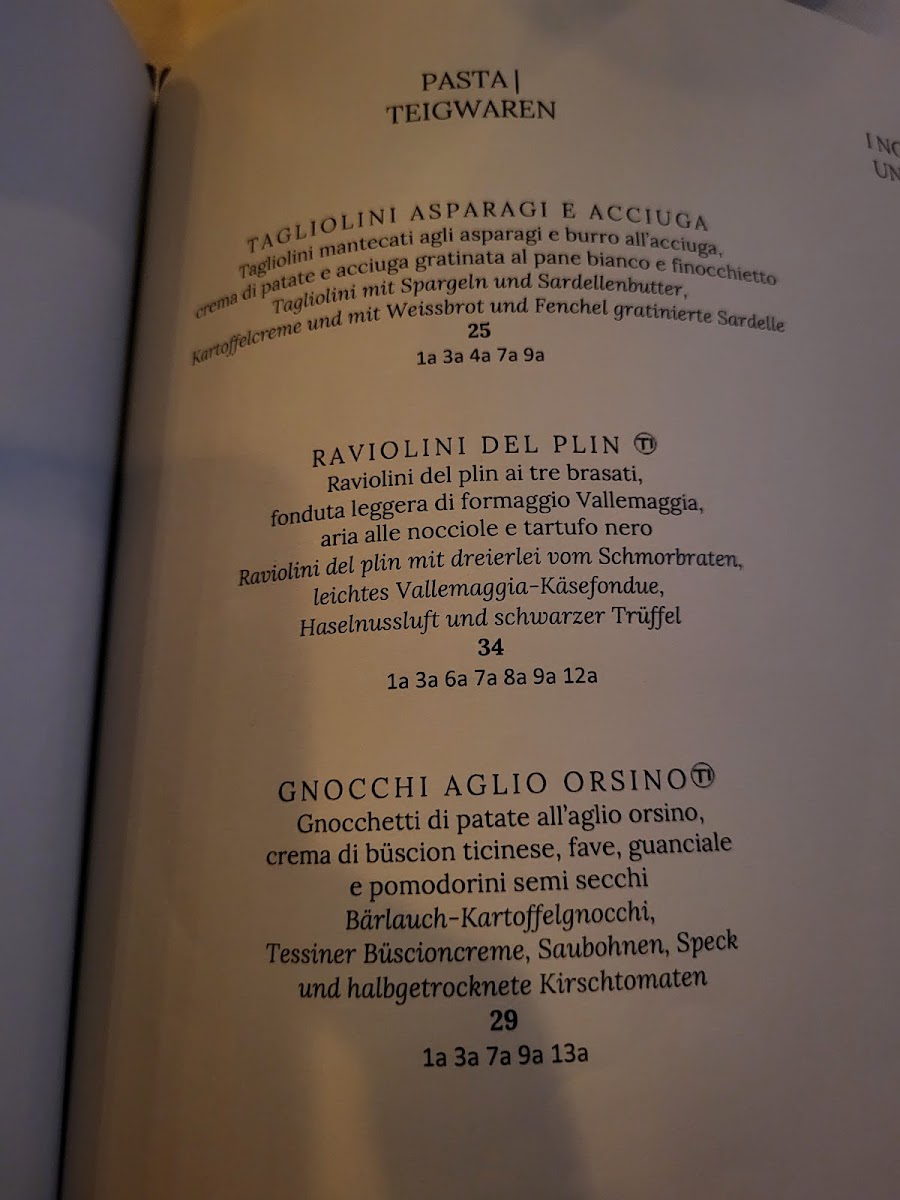 PASTA|
TEIGWAREN
TAGLIOLINI ASPARAGI E ACCIUGA
Tagliolini mantecati agli asparagi e burro all'acciuga,
crema di patate e acciuga gratinata al pane bianco e finocchietto
Tagliolini mit Spargeln und Sardellenbutter,
Kartoffelcreme und mit Weissbrot und Fenchel gratinierte Sardelle
25
1a 3a 4a 7a 9a
RAVIOLINI DEL PLIN TI
Raviolini del plin ai tre brasati,
fonduta leggera di formaggio Vallemaggia,
aria alle nocciole e tartufo nero
Raviolini del plin mit dreierlei vom Schmorbraten,
leichtes Vallemaggia-Käsefondue,
Haselnussluft und schwarzer Trüffel
34
1a 3a 6a 7a 8a 9a 12a
GNOCCHI AGLIO ORSINO TI
Gnocchetti di patate all'aglio orsino,
crema di büscion ticinese, fave, guanciale
e pomodorini semi secchi
Bärlauch-Kartoffelgnocchi,
Tessiner Büscioncreme, Saubohnen, Speck
und halbgetrocknete Kirschtomaten
29
1a 3a 7a 9a 13a